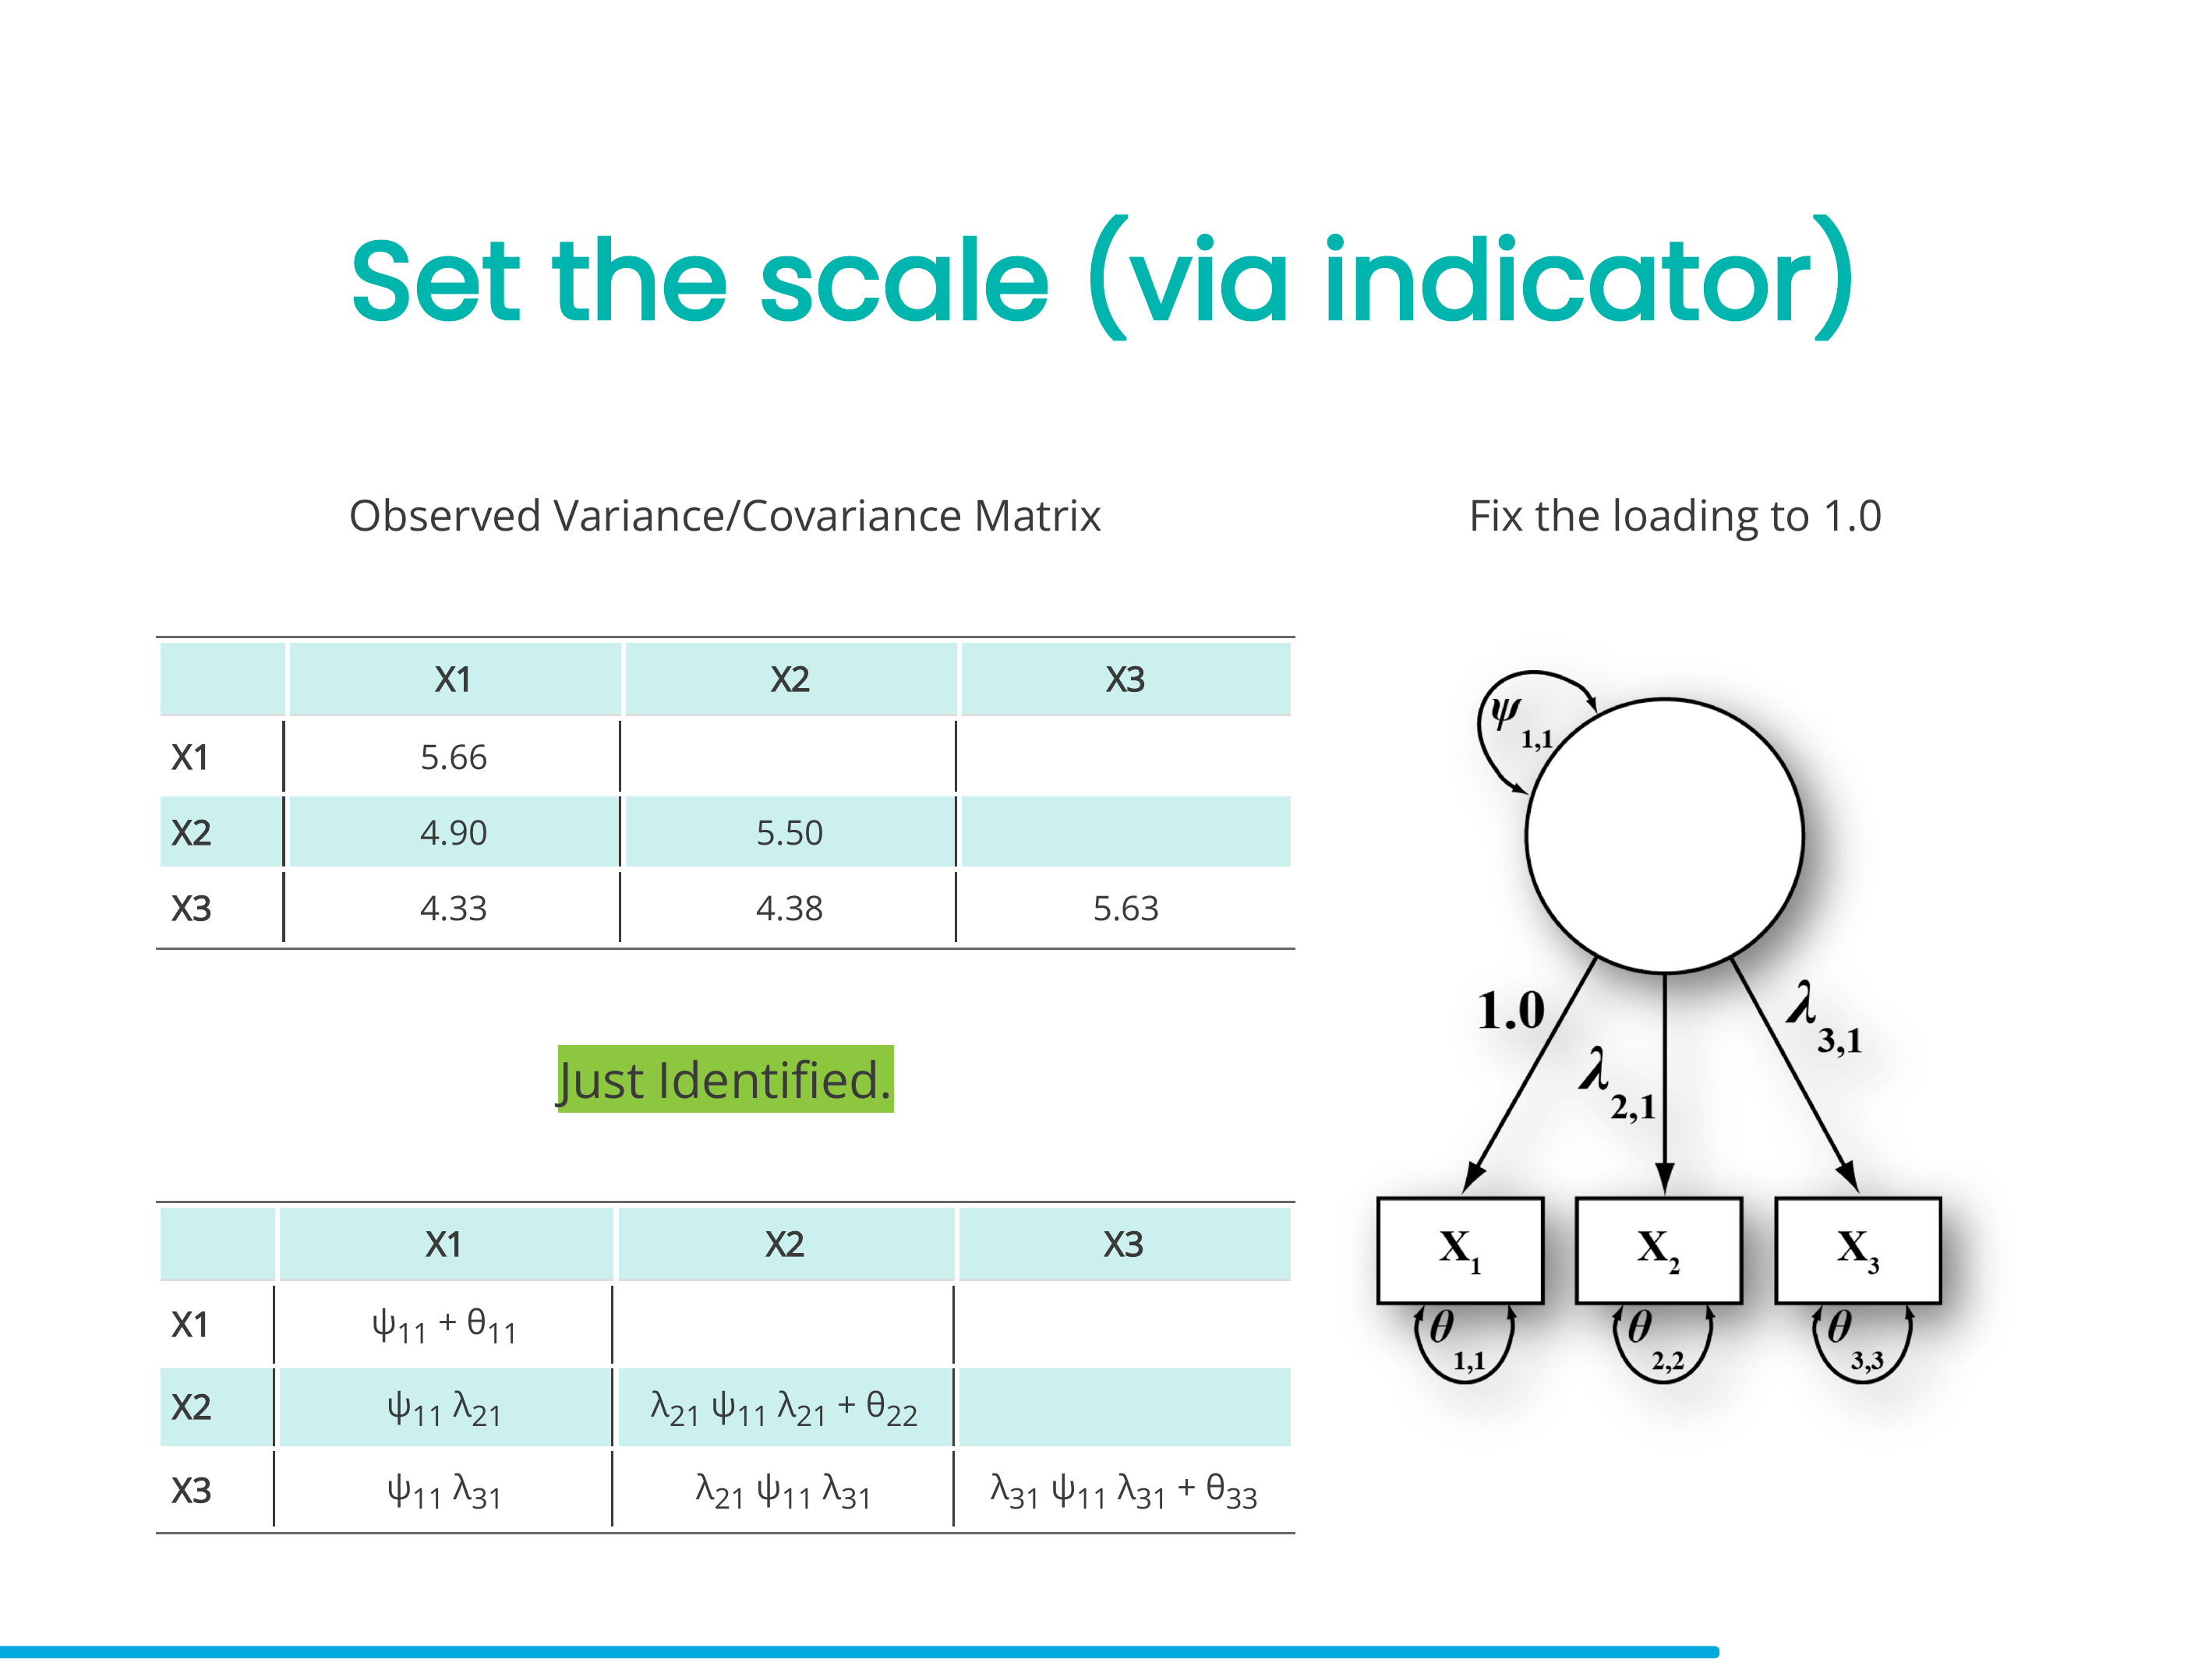 Set the scale (via indicator)
Observed Variance/Covariance Matrix
Fix the loading to 1.0
X1 X2 X3
X1 5.66
X2 4.90 5.50
X3 4.33 4.38 5.63
Just Identified.
X1 X2 X3
X1 ψ11 + θ11
X2 ψ11 λ21 λ21 ψ11 λ21 + θ22
X3 ψ11 λ31 λ21 ψ11 λ31 λ31 ψ11 λ31 + θ33
ψ1,1
1.0 λ2,1 λ3,1
X1 X2 X3
θ1,1 θ2,2 θ3,3